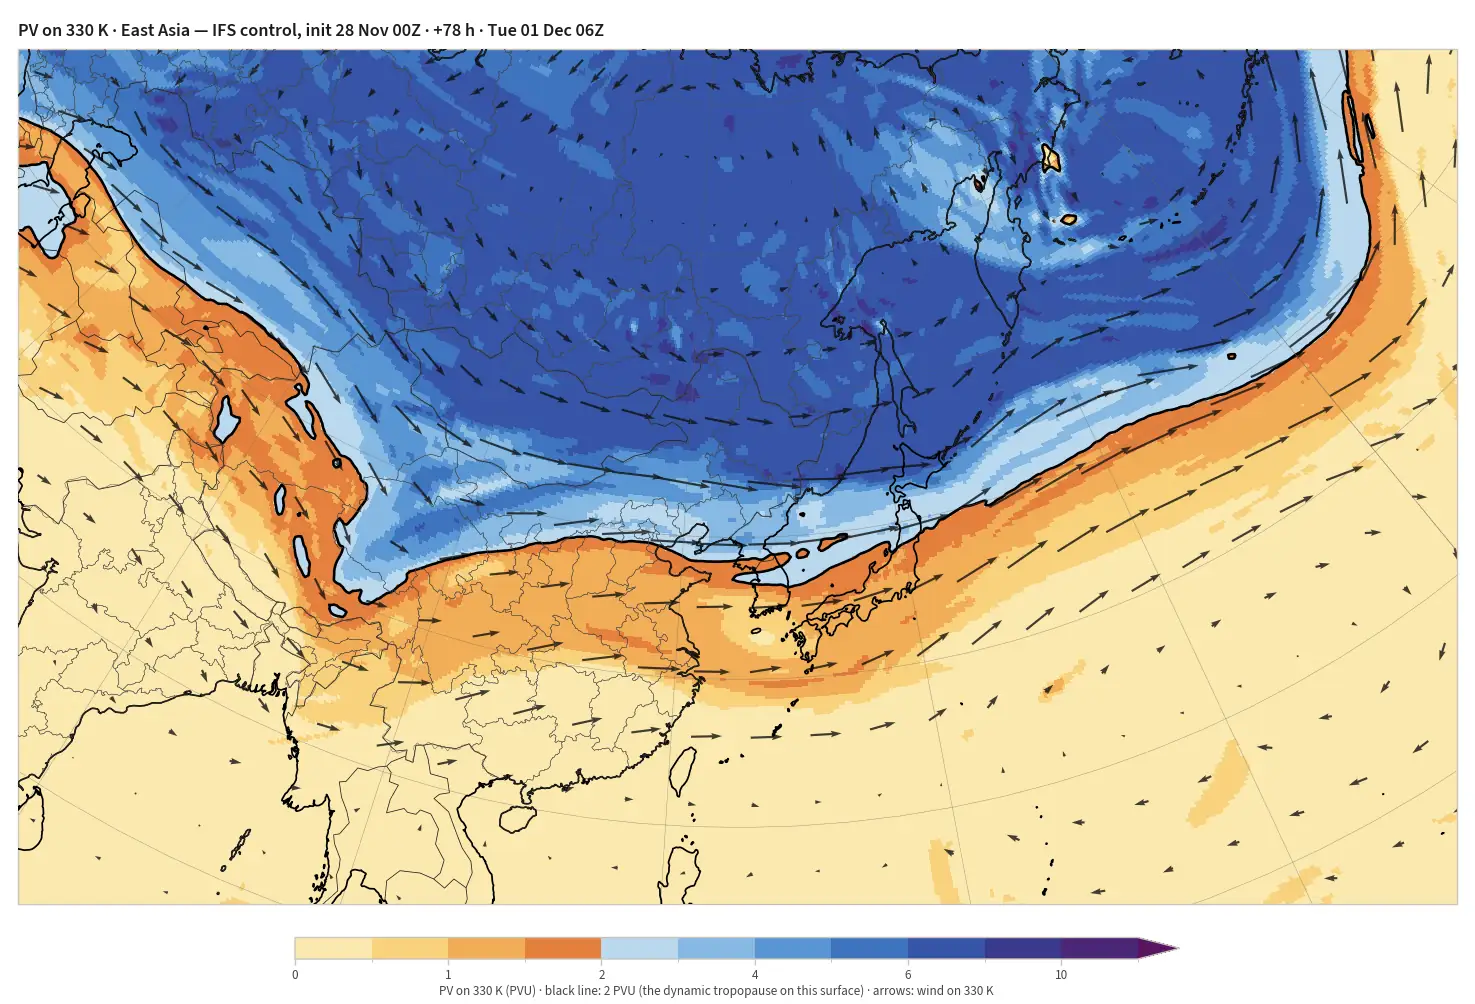 PV on 330 K · East Asia — IFS control, init 28 Nov 00Z · +78 h · Tue 01 Dec 06Z
0 1 2 4 6 10
PV on 330 K (PVU) · black line: 2 PVU (the dynamic tropopause on this surface) · arrows: wind on 330 K